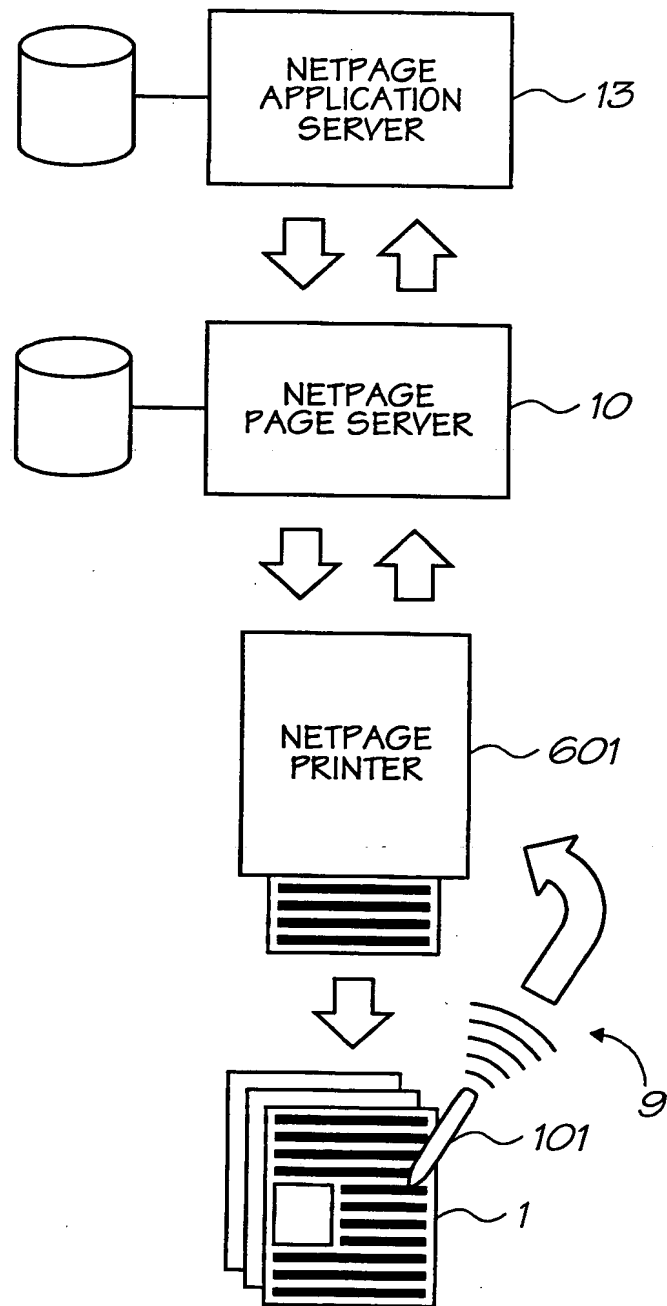 NETPAGE
APPLICATION
SERVER
13
NETPAGE
PAGE SERVER
10
NETPAGE
PRINTER
601
9
101
1